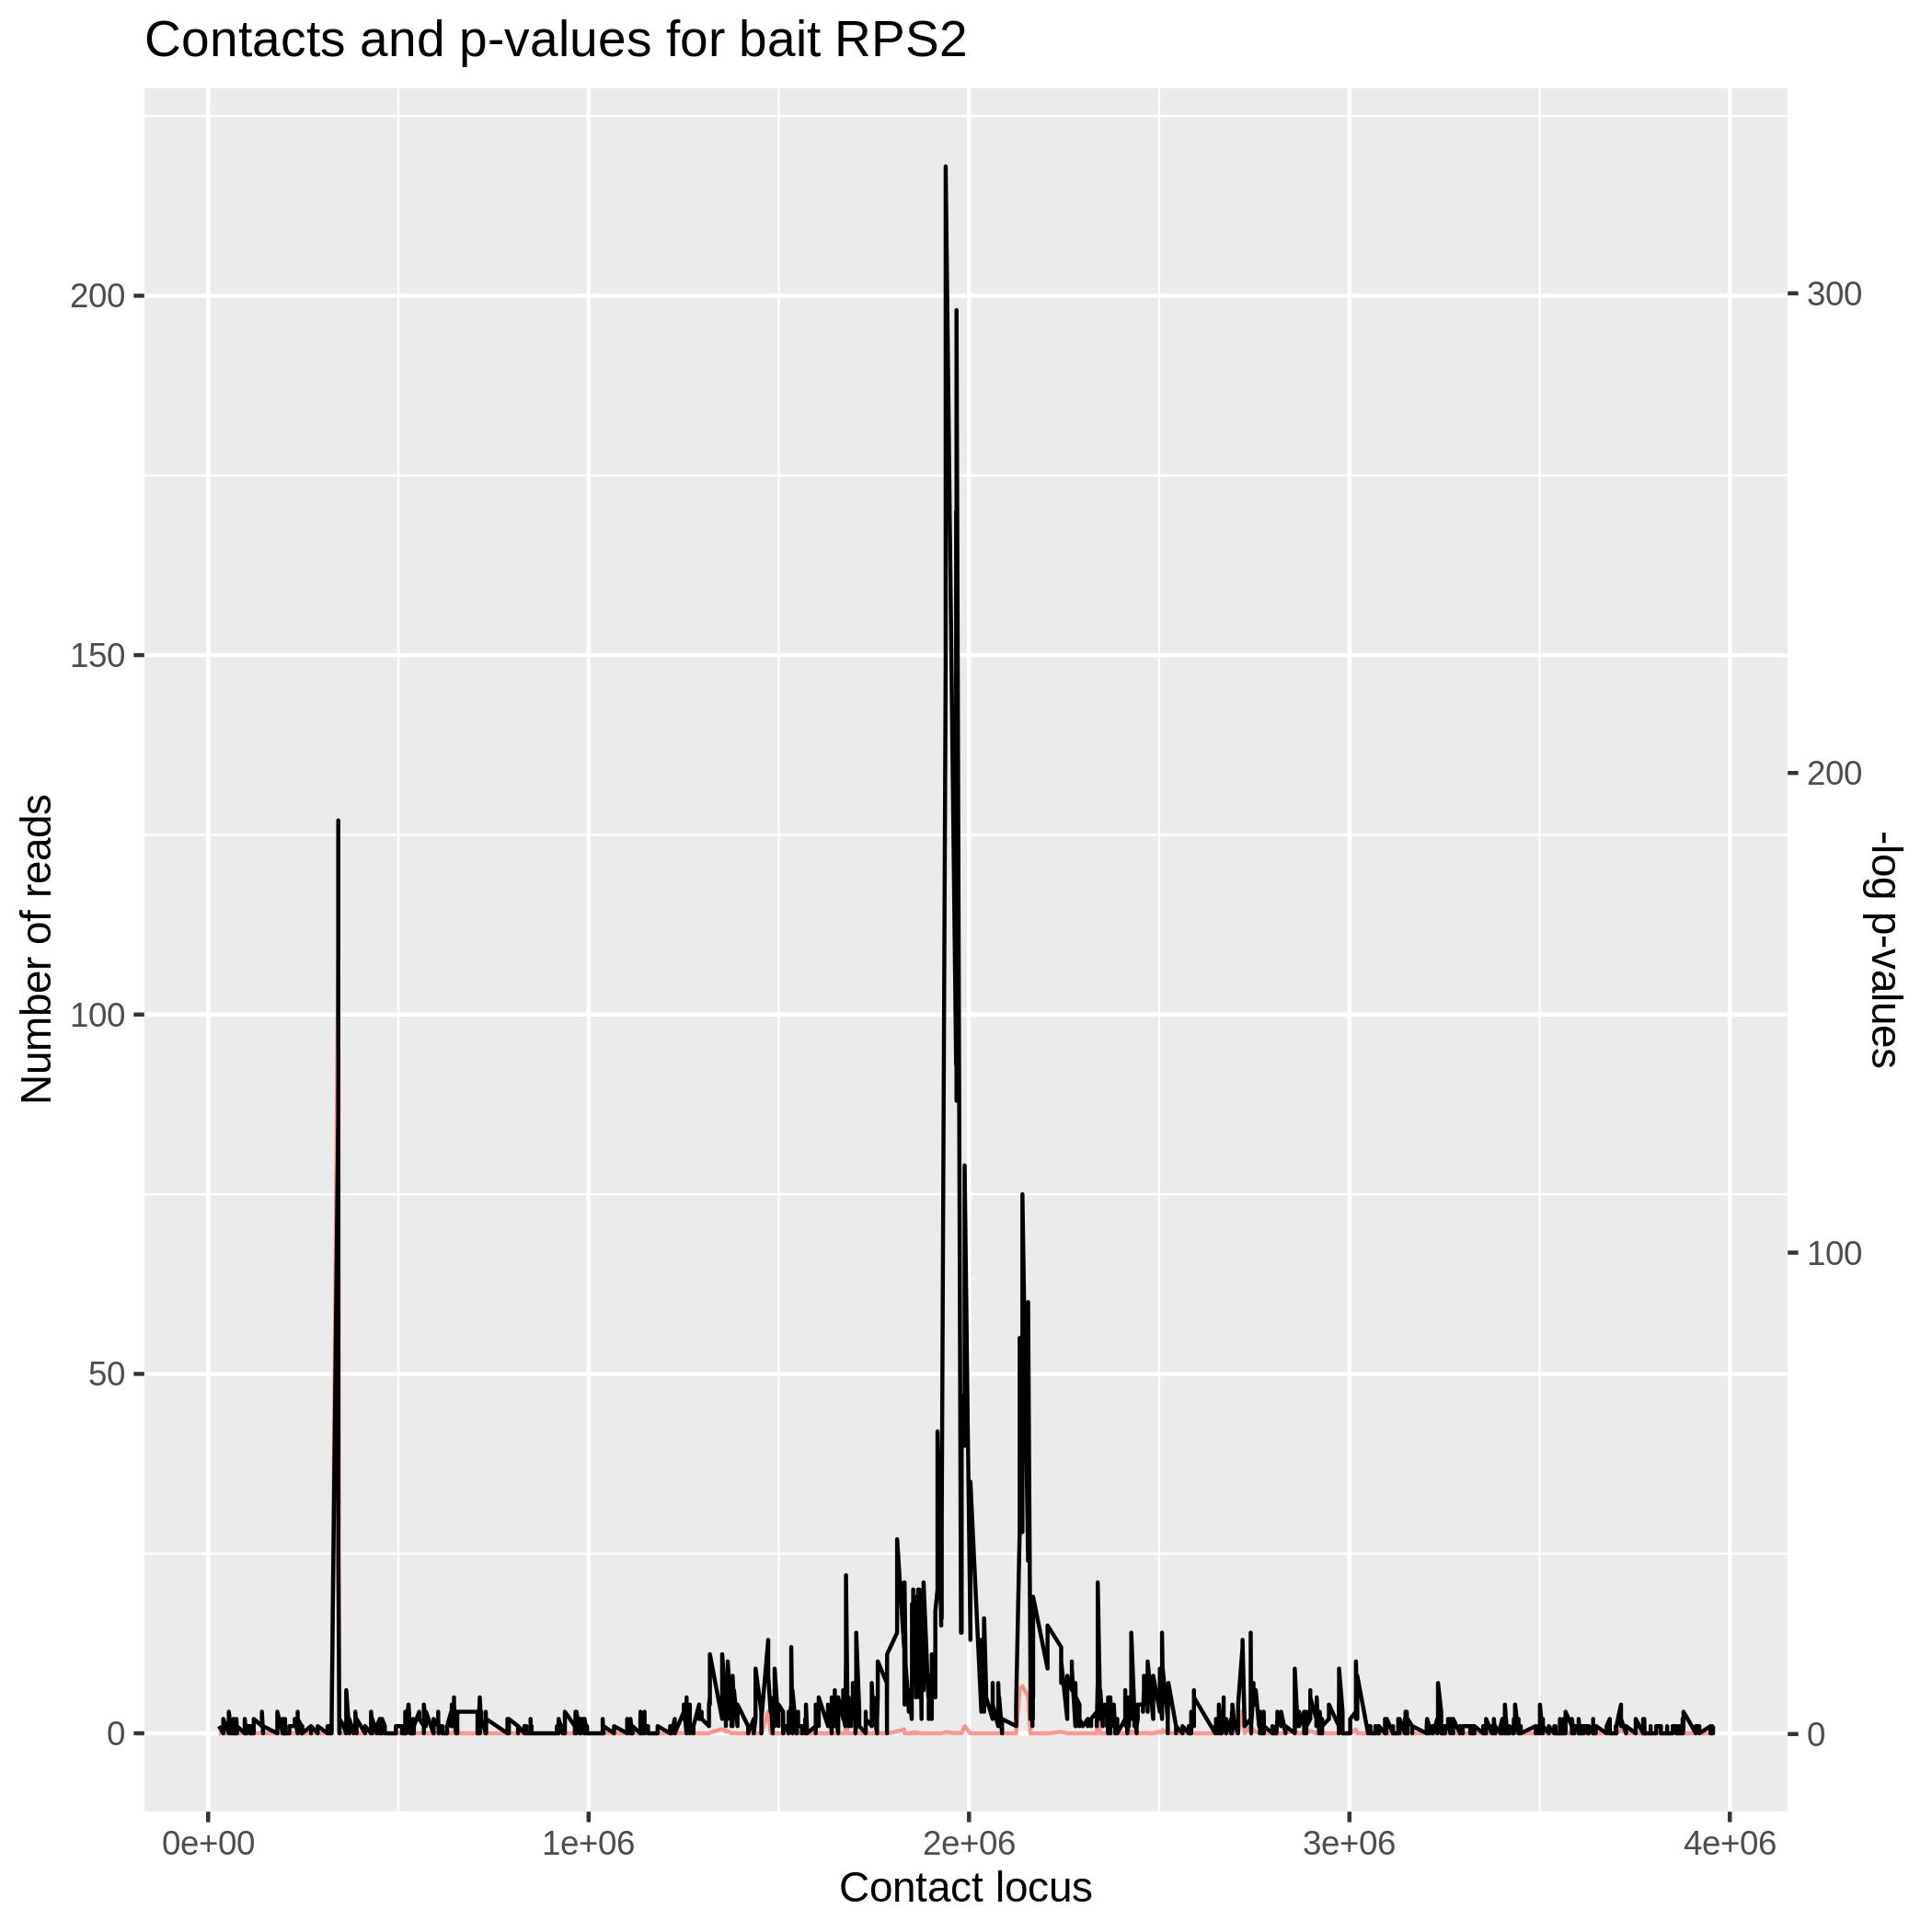 Contacts and p-values for bait RPS2
200
150
100
50
0
Number of reads
300
200
100
0
-log p-values
0e+00 1e+06 2e+06 3e+06 4e+06
Contact locus